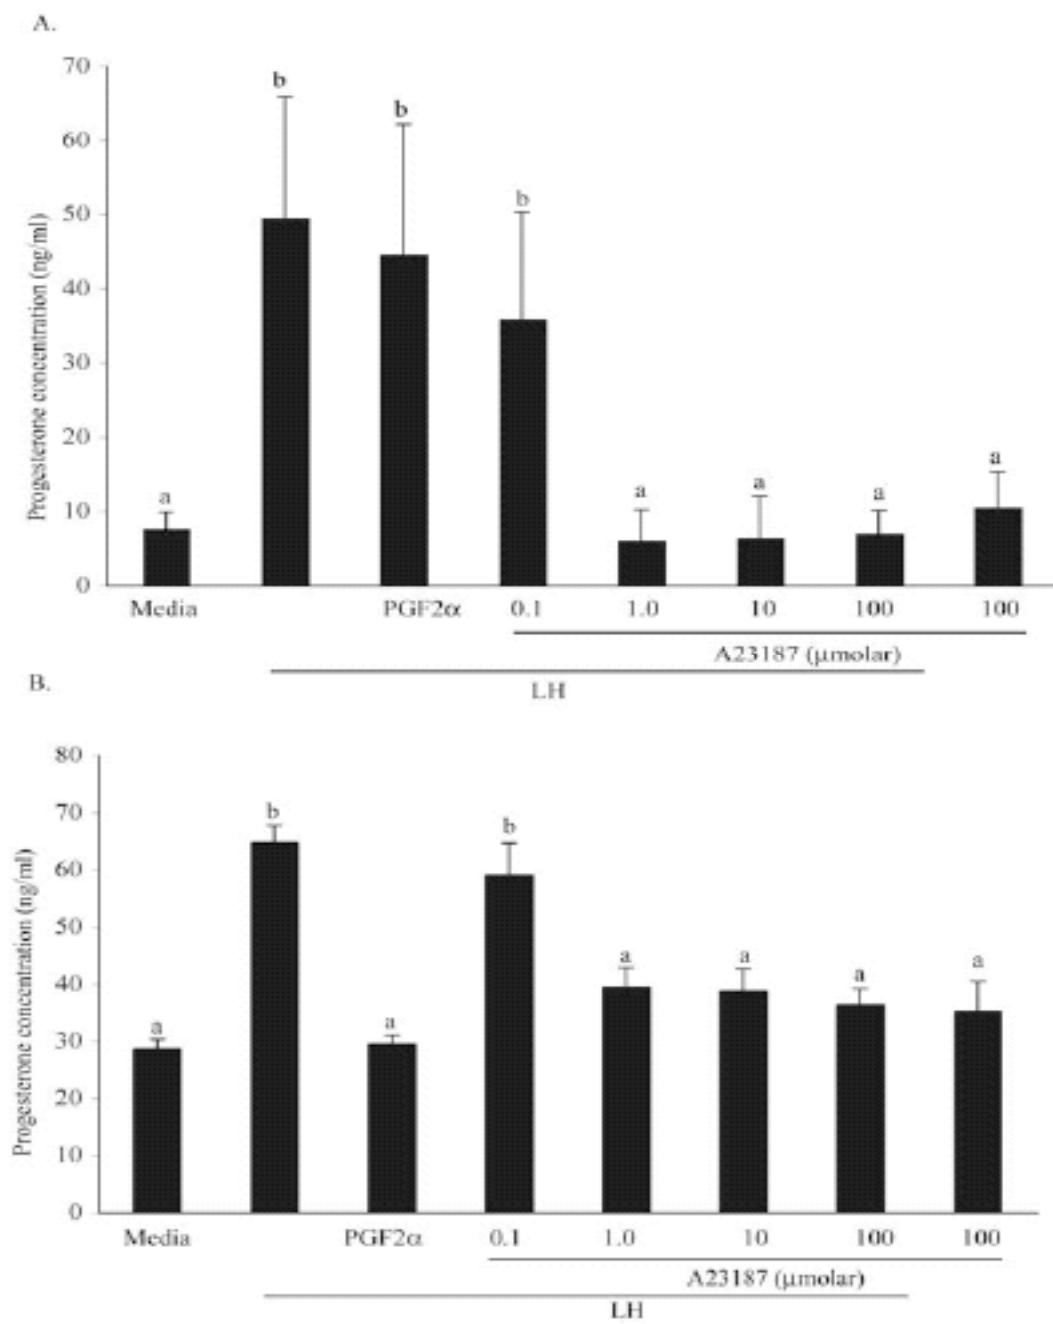 A.
70
60
50
40
30
20
10
0
Progesterone concentration (ng/ml)
a
b
b
b
a
a
a
a
Media PGF2α 0.1 1.0 10 100 100
A23187 (μmolar)
LH
B.
80
70
60
50
40
30
20
10
0
Progesterone concentration (ng/ml)
a
b
a
b
a
a
a
a
Media PGF2α 0.1 1.0 10 100 100
A23187 (μmolar)
LH